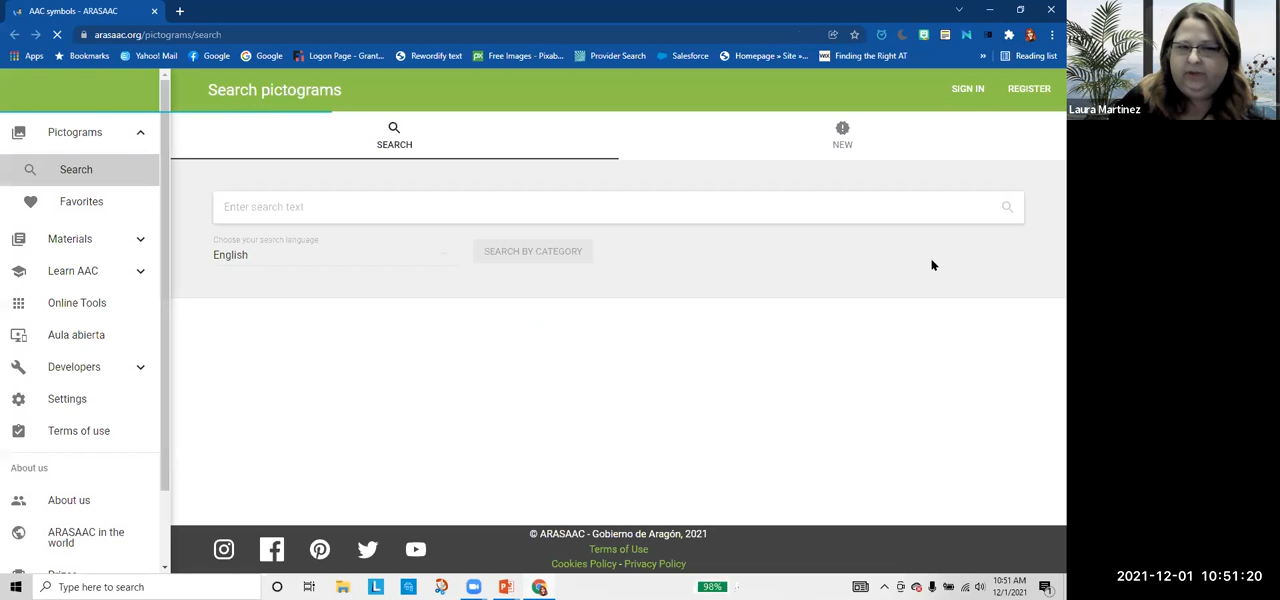 AAC symbols - ARASAAC
arasaac.org/pictograms/search
Apps Bookmarks Yahoo! Mail Google Google Logon Page - Grant... Rewordify text Free Images - Pixab... Provider Search Salesforce Homepage » Site »... Finding the Right AT » Reading list
Search pictograms SIGN IN REGISTER
Laura Martinez
Pictograms
SEARCH NEW
Search
Favorites
Enter search text
Materials
Choose your search language
English SEARCH BY CATEGORY
Learn AAC
Online Tools
Aula abierta
Developers
Settings
Terms of use
About us
About us
ARASAAC in the
world
© ARASAAC - Gobierno de Aragón, 2021
Terms of Use
Cookies Policy - Privacy Policy
Type here to search
98%
10:51 AM
12/1/2021
2021-12-01 10:51:20